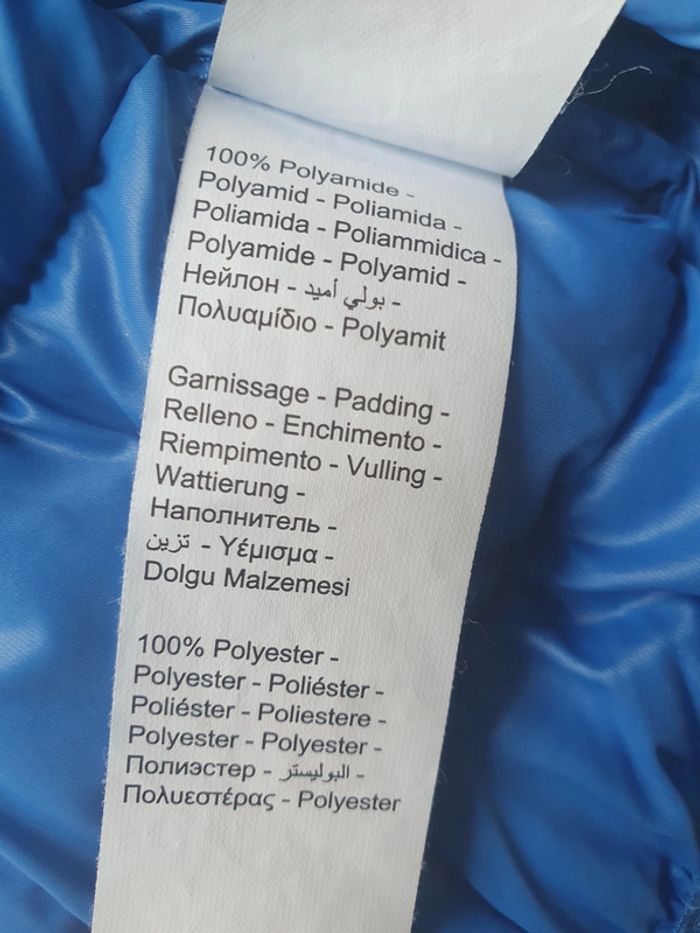 100% Polyamide -
Polyamid - Poliamida -
Poliamida - Poliammidica -
Polyamide - Polyamid -
Нейлон - بولي أميد -
Πολυαμίδιο - Polyamit
Garnissage - Padding -
Relleno - Enchimento -
Riempimento - Vulling -
Wattierung -
Наполнитель -
تزين - Υέμισμα -
Dolgu Malzemesi
100% Polyester -
Polyester - Poliéster -
Poliéster - Poliestere -
Polyester - Polyester -
Полиэстер - البوليستر -
Πολυεστέρας - Polyester